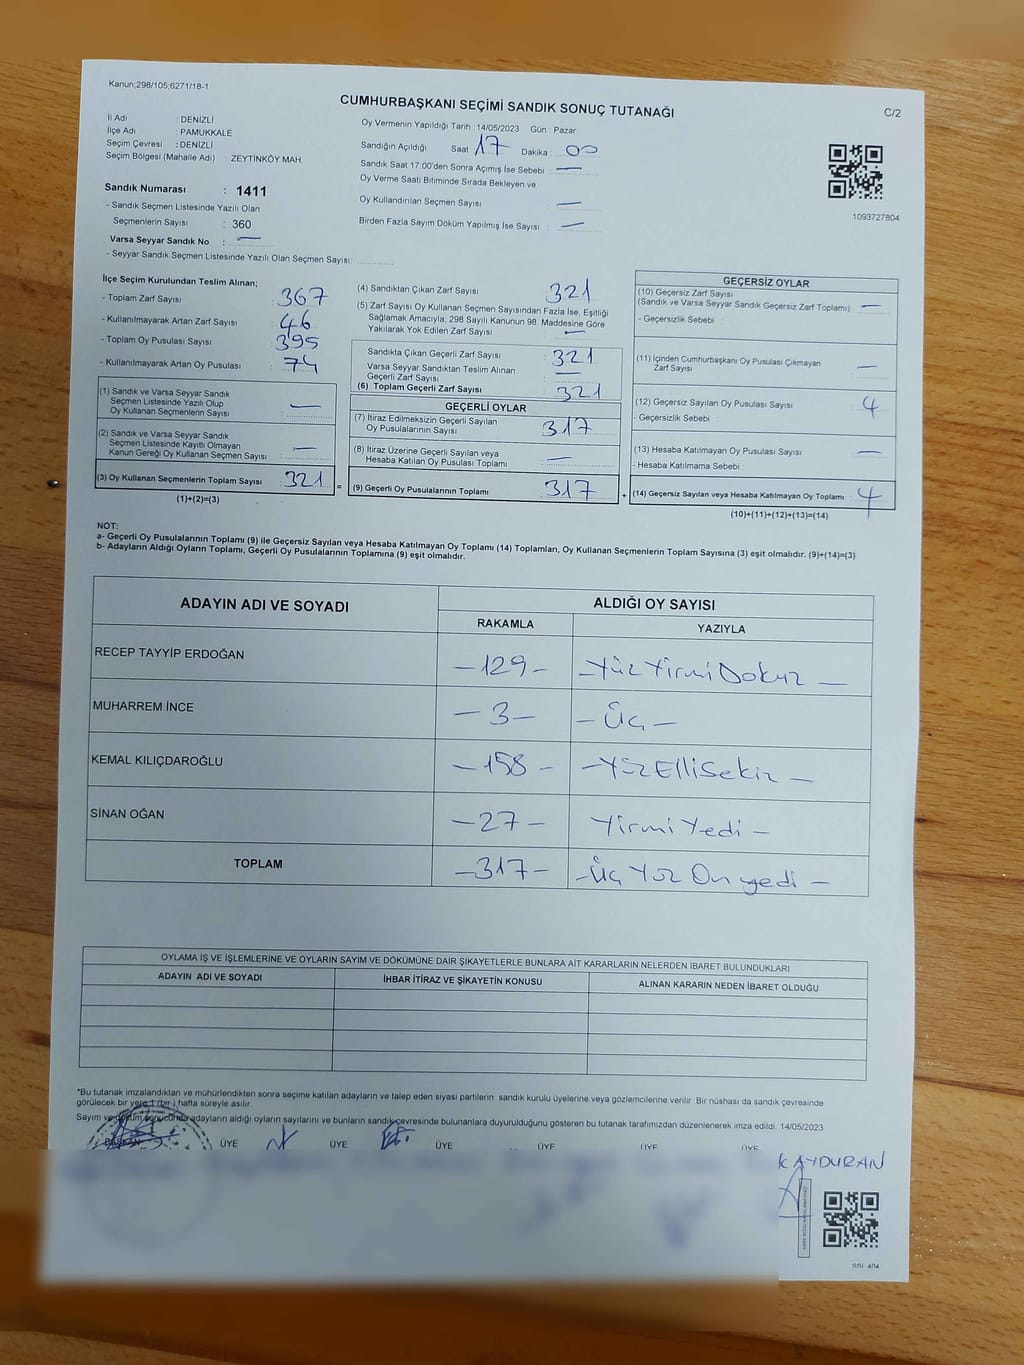 Kanun:298/105;6271/18-1
CUMHURBAŞKANI SEÇİMİ SANDIK SONUÇ TUTANAĞI
C/2
İl Adı : DENİZLİ
İlçe Adı : PAMUKKALE
Seçim Çevresi : DENİZLİ
Seçim Bölgesi (Mahalle Adı) : ZEYTİNKÖY MAH.
Sandık Numarası : 1411
- Sandık Seçmen Listesinde Yazılı Olan
Seçmenlerin Sayısı : 360
Varsa Seyyar Sandık No : —
- Seyyar Sandık Seçmen Listesinde Yazılı Olan Seçmen Sayısı:
Oy Vermenin Yapıldığı Tarih :14/05/2023 Gün : Pazar
Sandığın Açıldığı Saat 17 Dakika : 00
Sandık Saat 17:00'den Sonra Açımış İse Sebebi : —
Oy Verme Saati Bitiminde Sırada Bekleyen ve
Oy Kullandırılan Seçmen Sayısı —
Birden Fazla Sayım Döküm Yapılmış İse Sayısı : —
1093727804
İlçe Seçim Kurulundan Teslim Alınan;
- Toplam Zarf Sayısı : 367
- Kullanılmayarak Artan Zarf Sayısı : 46
- Toplam Oy Pusulası Sayısı : 395
- Kullanılmayarak Artan Oy Pusulası : 74
(1) Sandık ve Varsa Seyyar Sandık
Seçmen Listesinde Yazılı Olup
Oy Kullanan Seçmenlerin Sayısı : —
(2) Sandık ve Varsa Seyyar Sandık
Seçmen Listesinde Kayıtlı Olmayan
Kanun Gereği Oy Kullanan Seçmen Sayısı : —
(3) Oy Kullanan Seçmenlerin Toplam Sayısı : 321
(1)+(2)=(3)
(4) Sandıktan Çıkan Zarf Sayısı : 321
(5) Zarf Sayısı Oy Kullanan Seçmen Sayısından Fazla İse, Eşitliği
Sağlamak Amacıyla, 298 Sayılı Kanunun 98. Maddesine Göre
Yakılarak Yok Edilen Zarf Sayısı : —
Sandıkta Çıkan Geçerli Zarf Sayısı : 321
Varsa Seyyar Sandıktan Teslim Alınan
Geçerli Zarf Sayısı : —
(6) Toplam Geçerli Zarf Sayısı : 321
GEÇERLİ OYLAR
(7) İtiraz Edilmeksizin Geçerli Sayılan
Oy Pusulalarının Sayısı : 317
(8) İtiraz Üzerine Geçerli Sayılan veya
Hesaba Katılan Oy Pusulası Toplamı : —
= (9) Geçerli Oy Pusulalarının Toplamı : 317 +
GEÇERSİZ OYLAR
(10) Geçersiz Zarf Sayısı
(Sandık ve Varsa Seyyar Sandık Geçersiz Zarf Toplamı) : —
- Geçersizlik Sebebi :
(11) İçinden Cumhurbaşkanı Oy Pusulası Çıkmayan
Zarf Sayısı : —
(12) Geçersiz Sayılan Oy Pusulası Sayısı : 4
- Geçersizlik Sebebi :
(13) Hesaba Katılmayan Oy Pusulası Sayısı : —
- Hesaba Katılmama Sebebi :
(14) Geçersiz Sayılan veya Hesaba Katılmayan Oy Toplamı : 4
(10)+(11)+(12)+(13)=(14)
NOT:
a- Geçerli Oy Pusulalarının Toplamı (9) ile Geçersiz Sayılan veya Hesaba Katılmayan Oy Toplamı (14) Toplamları, Oy Kullanan Seçmenlerin Toplam Sayısına (3) eşit olmalıdır. (9)+(14)=(3)
b- Adayların Aldığı Oyların Toplamı, Geçerli Oy Pusulalarının Toplamına (9) eşit olmalıdır.
ADAYIN ADI VE SOYADI ALDIĞI OY SAYISI
RAKAMLA YAZIYLA
RECEP TAYYİP ERDOĞAN —129— —Yüz Yirmi Dokuz—
MUHARREM İNCE —3— —Üç—
KEMAL KILIÇDAROĞLU —158— —Yüz Elli Sekiz—
SİNAN OĞAN —27— Yirmi Yedi —
TOPLAM —317— —Üç Yüz On yedi—
OYLAMA İŞ VE İŞLEMLERİNE VE OYLARIN SAYIM VE DÖKÜMÜNE DAİR ŞİKAYETLERLE BUNLARA AİT KARARLARIN NELERDEN İBARET BULUNDUKLARI
ADAYIN ADI VE SOYADI İHBAR İTİRAZ VE ŞİKAYETİN KONUSU ALINAN KARARIN NEDEN İBARET OLDUĞU
*Bu tutanak imzalandıktan ve mühürlendikten sonra seçime katılan adayların ve talep eden siyasi partilerin sandık kurulu üyelerine veya gözlemcilerine verilir. Bir nüshası da sandık çevresinde
görülecek bir yere 1 (bir) hafta süreyle asılır.
Sayım ve döküm sonucunda adayların aldığı oyların sayılarını ve bunların sandık çevresinde bulunanlara duyurulduğunu gösteren bu tutanak tarafımızdan düzenlenerek imza edildi. 14/05/2023
BAŞKAN ÜYE ÜYE ÜYE ÜYE ÜYE ÜYE
KAYDURAN